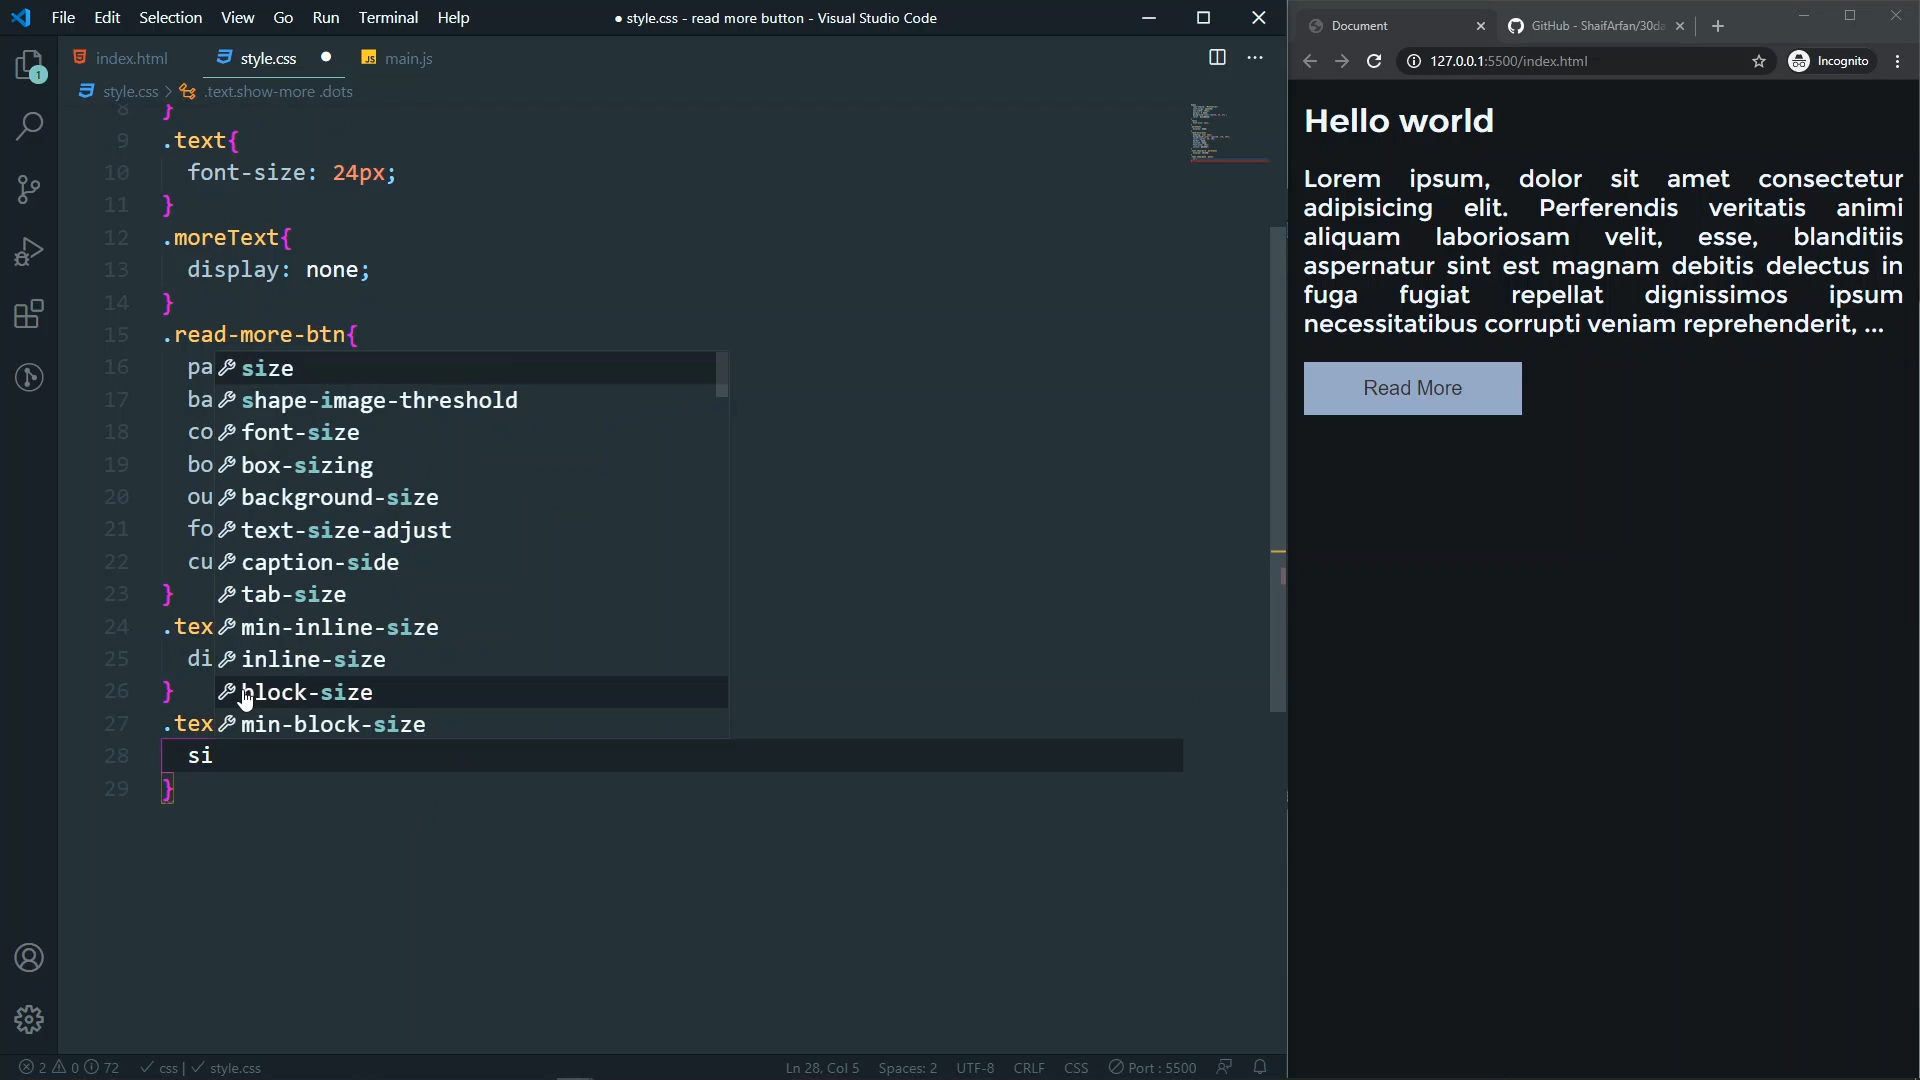 File Edit Selection View Go Run Terminal Help
● style.css - read more button - Visual Studio Code
index.html
style.css
JS main.js
style.css > .text.show-more .dots
8 }
9 .text{
10 font-size: 24px;
11 }
12 .moreText{
13 display: none;
14 }
15 .read-more-btn{
16 pa
17 ba
18 co
19 bo
20 ou
21 fo
22 cu
23 }
24 .tex
25 di
26 }
27 .tex
28 si
29 }
size
shape-image-threshold
font-size
box-sizing
background-size
text-size-adjust
caption-side
tab-size
min-inline-size
inline-size
block-size
min-block-size
1
2 0 72 css | style.css
Ln 28, Col 5 Spaces: 2 UTF-8 CRLF CSS Port : 5500
Document
GitHub - ShaifArfan/30da
127.0.0.1:5500/index.html
Incognito
Hello world
Lorem ipsum, dolor sit amet consectetur
adipisicing elit. Perferendis veritatis animi
aliquam laboriosam velit, esse, blanditiis
aspernatur sint est magnam debitis delectus in
fuga fugiat repellat dignissimos ipsum
necessitatibus corrupti veniam reprehenderit, ...
Read More